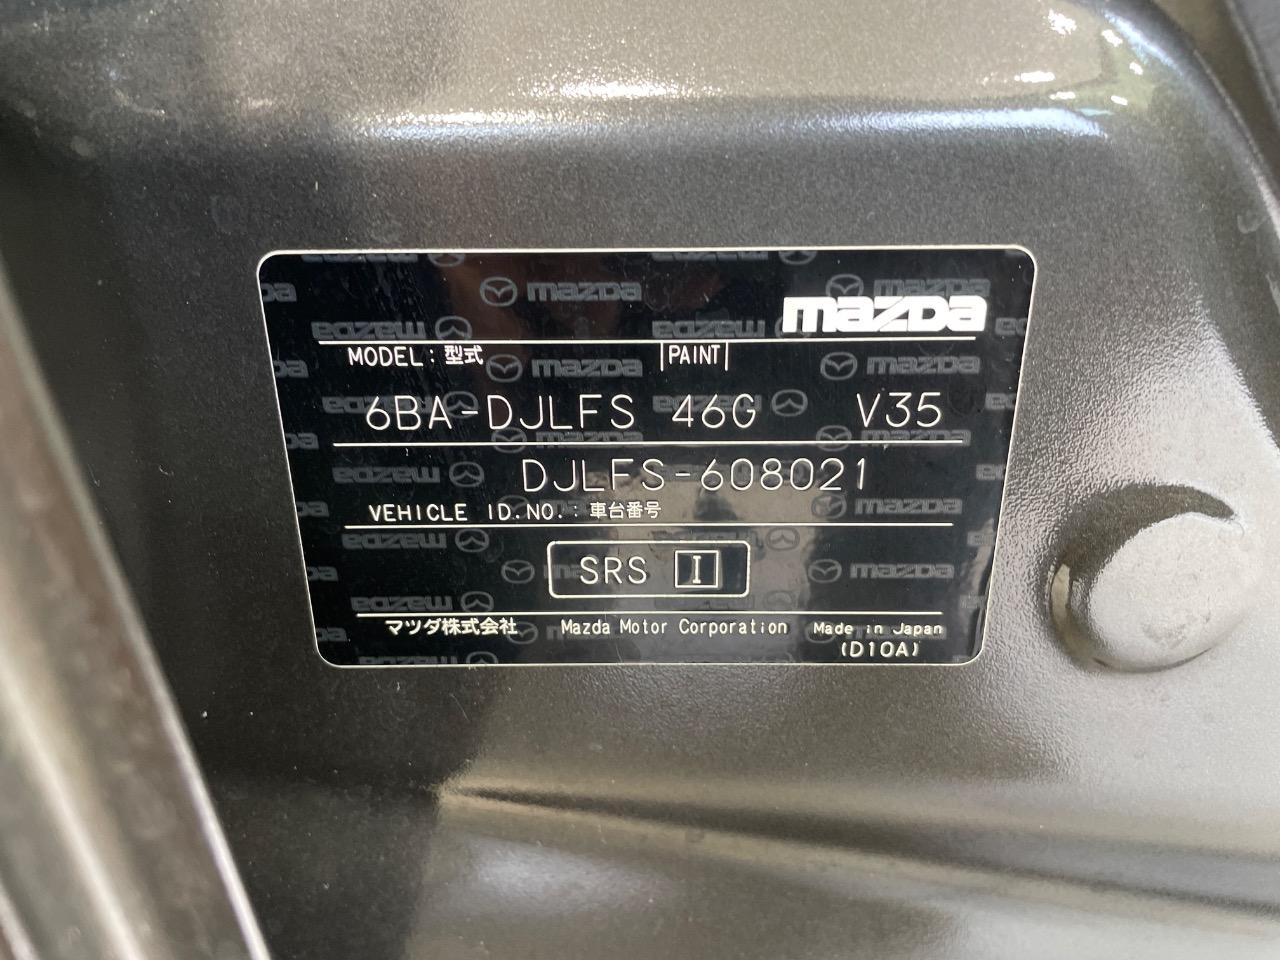 mazda
MODEL：型式 PAINT
6BA-DJLFS 46G V35
DJLFS-608021
VEHICLE ID.NO.：車台番号
SRS I
マツダ株式会社 Mazda Motor Corporation Made in Japan
(D10A)